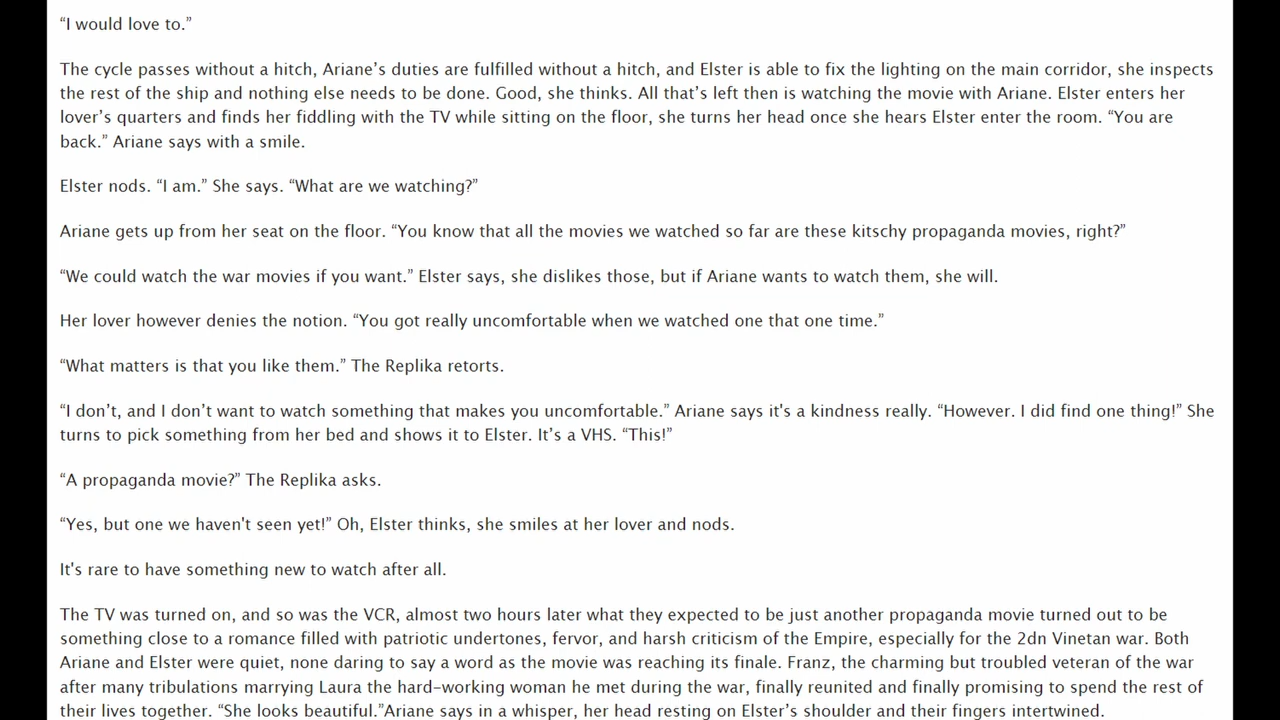 “I would love to.”
The cycle passes without a hitch, Ariane’s duties are fulfilled without a hitch, and Elster is able to fix the lighting on the main corridor, she inspects
the rest of the ship and nothing else needs to be done. Good, she thinks. All that’s left then is watching the movie with Ariane. Elster enters her
lover’s quarters and finds her fiddling with the TV while sitting on the floor, she turns her head once she hears Elster enter the room. “You are
back.” Ariane says with a smile.
Elster nods. “I am.” She says. “What are we watching?”
Ariane gets up from her seat on the floor. “You know that all the movies we watched so far are these kitschy propaganda movies, right?”
“We could watch the war movies if you want.” Elster says, she dislikes those, but if Ariane wants to watch them, she will.
Her lover however denies the notion. “You got really uncomfortable when we watched one that one time.”
“What matters is that you like them.” The Replika retorts.
“I don’t, and I don’t want to watch something that makes you uncomfortable.” Ariane says it's a kindness really. “However. I did find one thing!” She
turns to pick something from her bed and shows it to Elster. It’s a VHS. “This!”
“A propaganda movie?” The Replika asks.
“Yes, but one we haven't seen yet!” Oh, Elster thinks, she smiles at her lover and nods.
It's rare to have something new to watch after all.
The TV was turned on, and so was the VCR, almost two hours later what they expected to be just another propaganda movie turned out to be
something close to a romance filled with patriotic undertones, fervor, and harsh criticism of the Empire, especially for the 2dn Vinetan war. Both
Ariane and Elster were quiet, none daring to say a word as the movie was reaching its finale. Franz, the charming but troubled veteran of the war
after many tribulations marrying Laura the hard-working woman he met during the war, finally reunited and finally promising to spend the rest of
their lives together. “She looks beautiful.”Ariane says in a whisper, her head resting on Elster’s shoulder and their fingers intertwined.